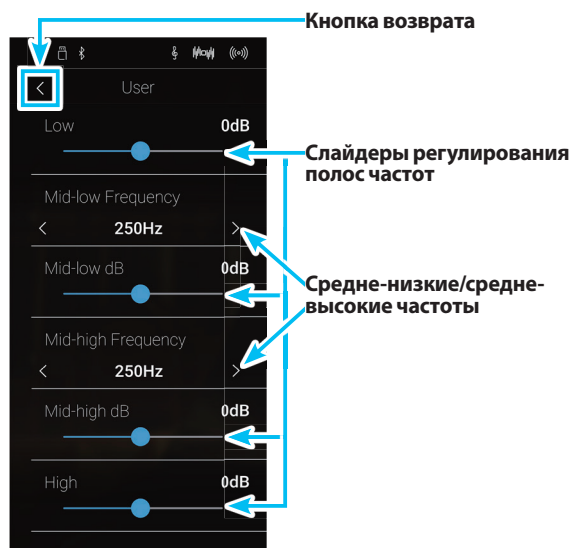 Кнопка возврата
User
Low 0dB
Слайдеры регулирования
полос частот
Mid-low Frequency
250Hz
Mid-low dB 0dB
Средне-низкие/средне-
высокие частоты
Mid-high Frequency
250Hz
Mid-high dB 0dB
High 0dB